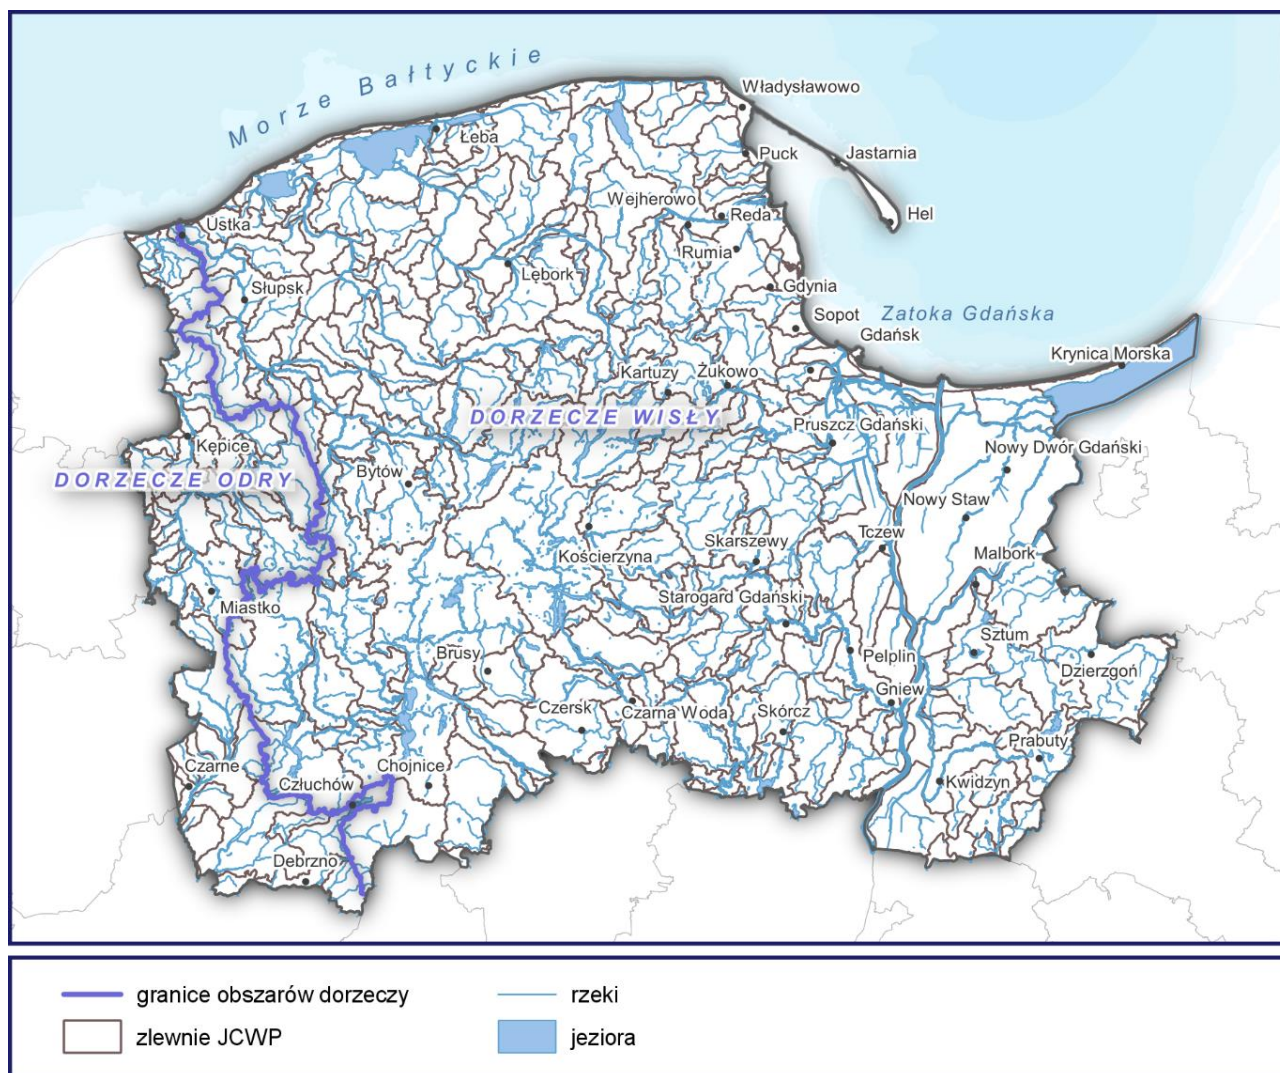 Morze Bałtyckie
Władysławowo
Łeba
Puck
Jastarnia
Wejherowo
Reda
Hel
Ustka
Rumia
Lębork
Słupsk
Gdynia
Zatoka Gdańska
Sopot
Gdańsk
Krynica Morska
Kartuzy
Żukowo
DORZECZE WISŁY
Pruszcz Gdański
Kępice
Nowy Dwór Gdański
Bytów
DORZECZE ODRY
Nowy Staw
Tczew
Skarszewy
Kościerzyna
Malbork
Starogard Gdański
Miastko
Sztum
Brusy
Pelplin
Dzierzgoń
Gniew
Czersk
Czarna Woda
Skórcz
Prabuty
Czarne
Chojnice
Człuchów
Kwidzyn
Debrzno
granice obszarów dorzeczy
rzeki
zlewnie JCWP
jeziora